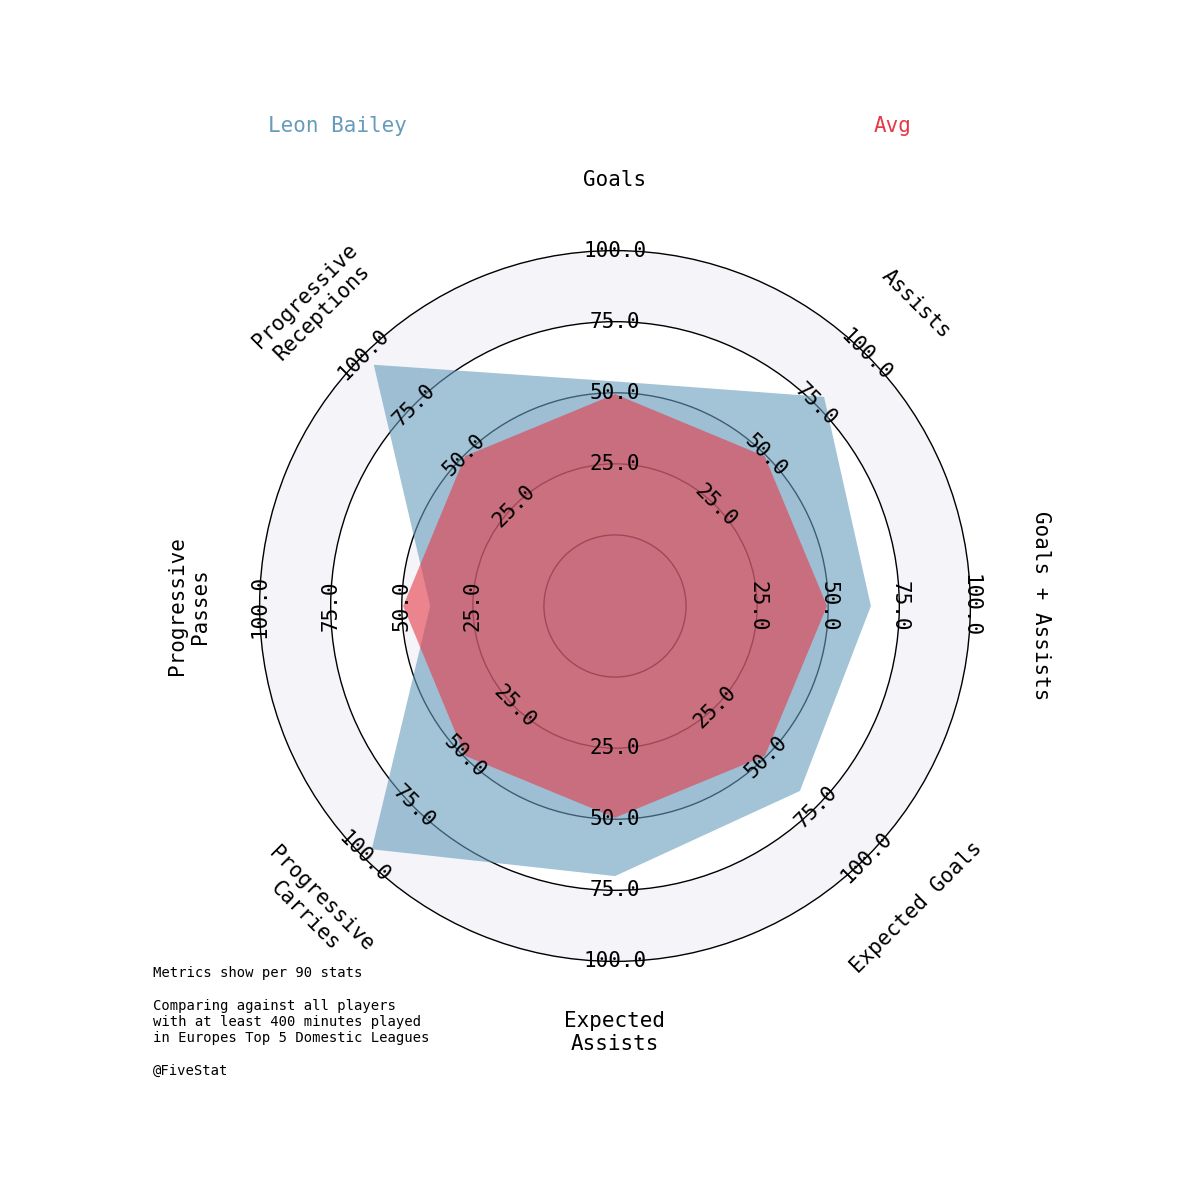 Leon Bailey
Avg
Goals
100.0
75.0
50.0
25.0
Assists
100.0
75.0
50.0
25.0
Goals + Assists
100.0
75.0
50.0
25.0
Expected Goals
100.0
75.0
50.0
25.0
Expected
Assists
100.0
75.0
50.0
25.0
Progressive
Carries
100.0
75.0
50.0
25.0
Progressive
Passes
100.0
75.0
50.0
25.0
Progressive
Receptions
100.0
75.0
50.0
25.0
Metrics show per 90 stats
Comparing against all players
with at least 400 minutes played
in Europes Top 5 Domestic Leagues
@FiveStat